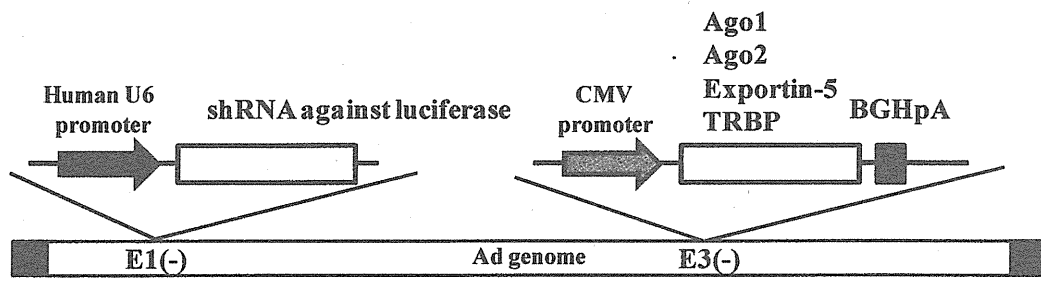 Human U6
promoter
shRNA against luciferase
CMV
promoter
Ago1
Ago2
Exportin-5
TRBP
BGHpA
E1(-)
Ad genome
E3(-)